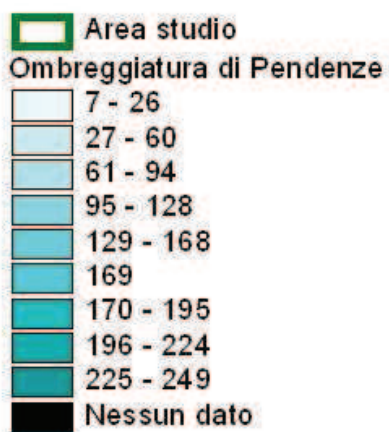 Area studio
Ombreggiatura di Pendenze
7 - 26
27 - 60
61 - 94
95 - 128
129 - 168
169
170 - 195
196 - 224
225 - 249
Nessun dato